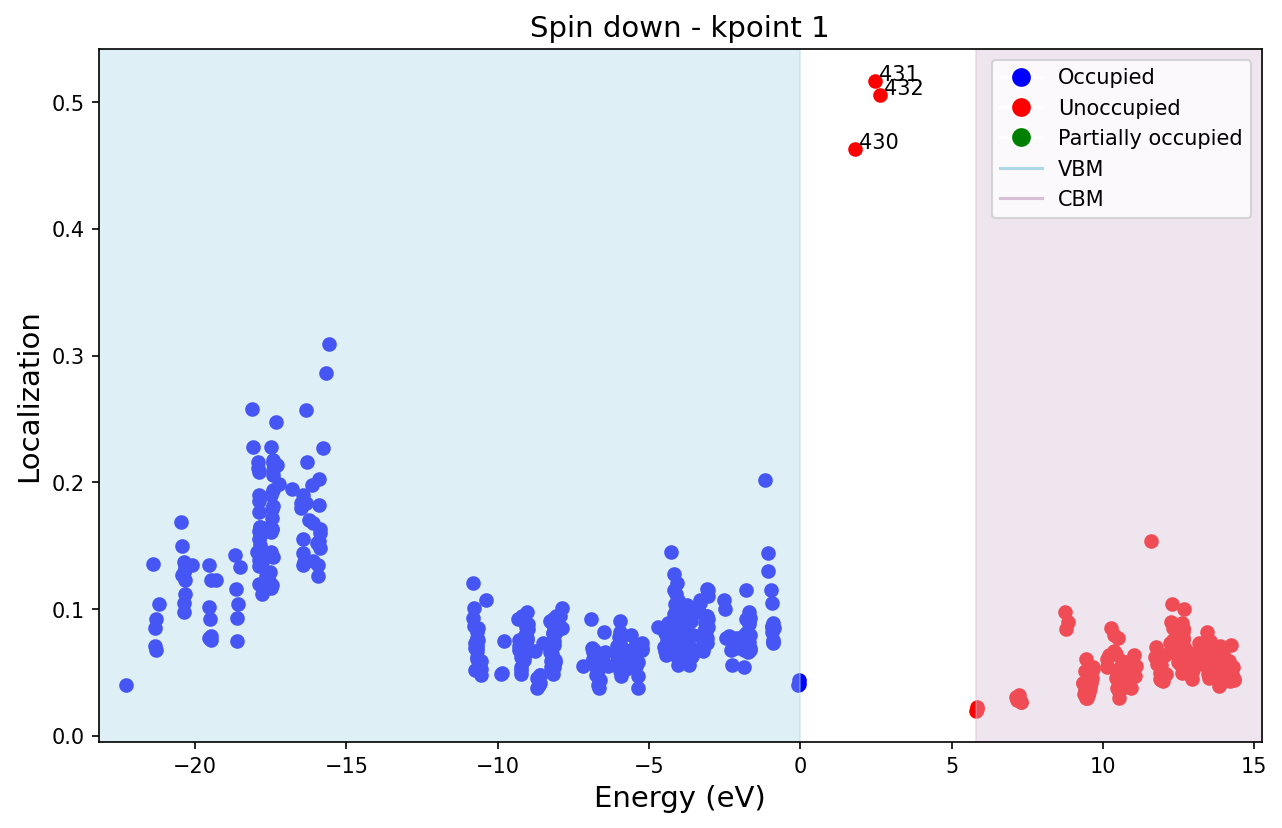 Spin down - kpoint 1
Localization
0.5
0.4
0.3
0.2
0.1
0.0
431
432
430
Occupied
Unoccupied
Partially occupied
VBM
CBM
−20
−15
−10
−5
0
5
10
15
Energy (eV)